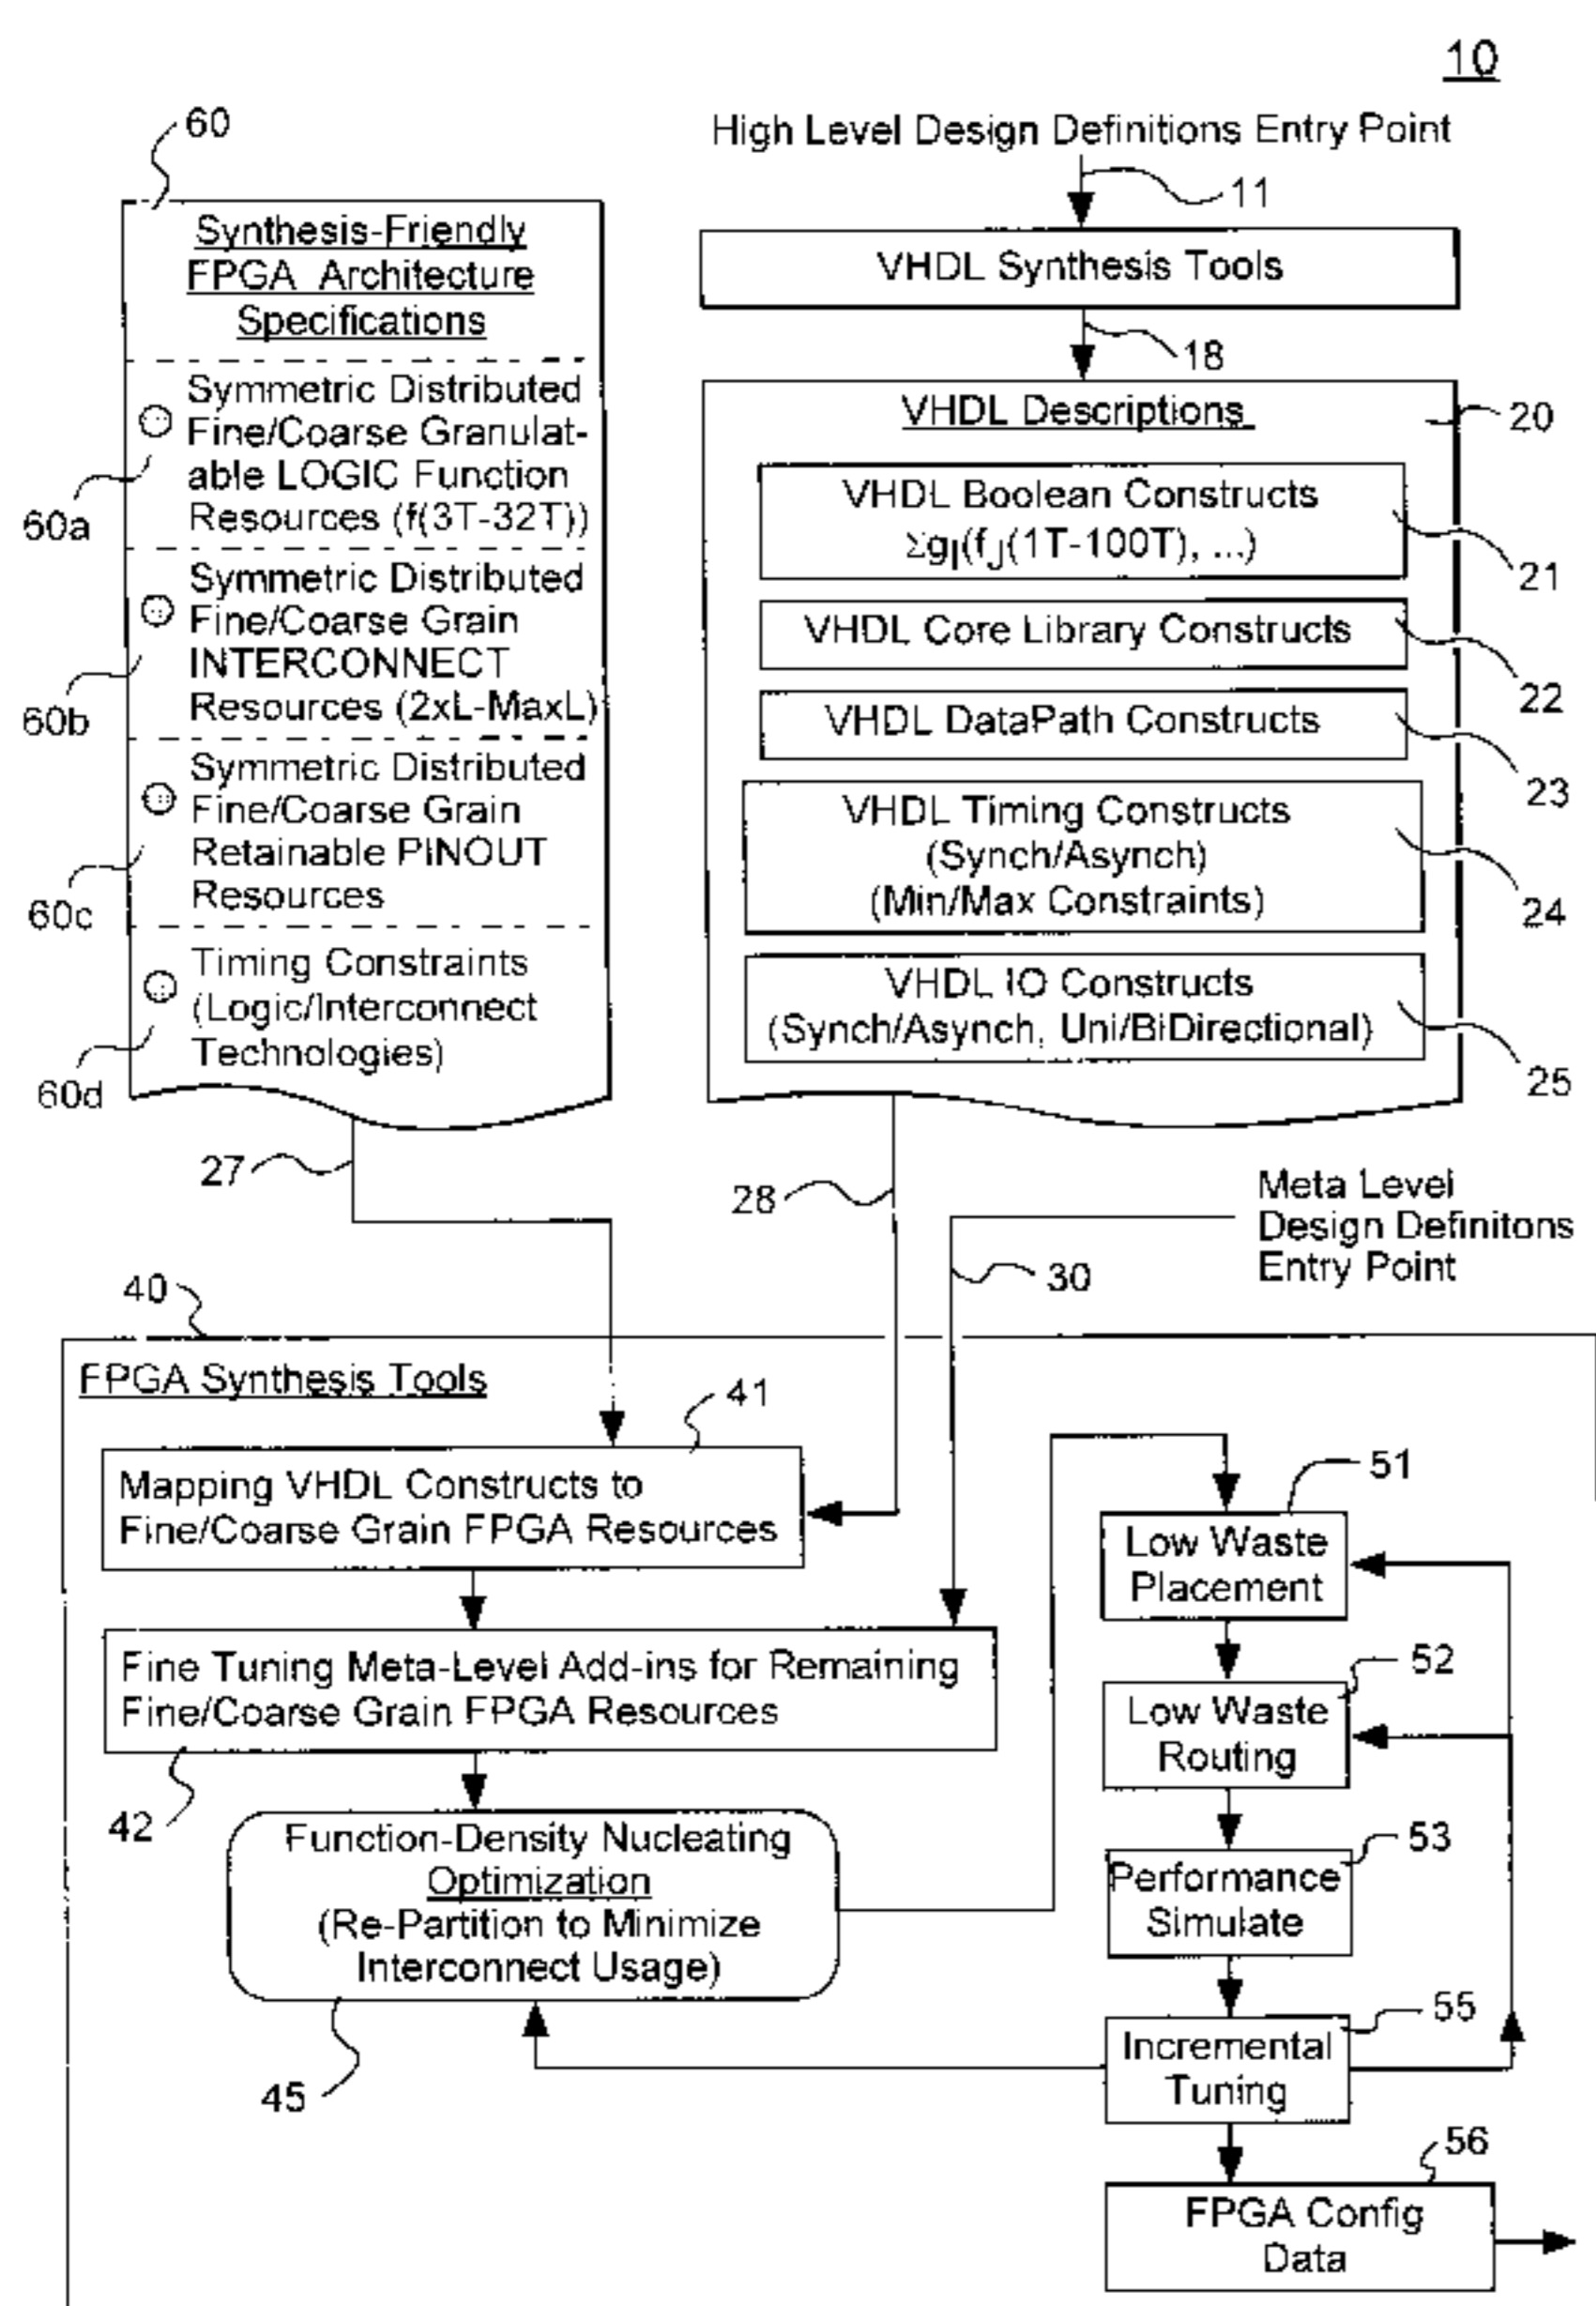 10
High Level Design Definitions Entry Point
11
VHDL Synthesis Tools
18
60
Synthesis-Friendly
FPGA Architecture
Specifications
60a
Symmetric Distributed
Fine/Coarse Granulat-
able LOGIC Function
Resources (f(3T-32T))
60b
Symmetric Distributed
Fine/Coarse Grain
INTERCONNECT
Resources (2xL-MaxL)
60c
Symmetric Distributed
Fine/Coarse Grain
Retainable PINOUT
Resources
60d
Timing Constraints
(Logic/Interconnect
Technologies)
27
VHDL Descriptions
20
VHDL Boolean Constructs
ΣgI(fJ(1T-100T), ...)
21
VHDL Core Library Constructs
22
VHDL DataPath Constructs
23
VHDL Timing Constructs
(Synch/Asynch)
(Min/Max Constraints)
24
VHDL IO Constructs
(Synch/Asynch, Uni/BiDirectional)
25
28
Meta Level
Design Definitons
Entry Point
30
40
FPGA Synthesis Tools
41
Mapping VHDL Constructs to
Fine/Coarse Grain FPGA Resources
Fine Tuning Meta-Level Add-ins for Remaining
Fine/Coarse Grain FPGA Resources
42
Function-Density Nucleating
Optimization
(Re-Partition to Minimize
Interconnect Usage)
45
51
Low Waste
Placement
52
Low Waste
Routing
53
Performance
Simulate
55
Incremental
Tuning
56
FPGA Config
Data